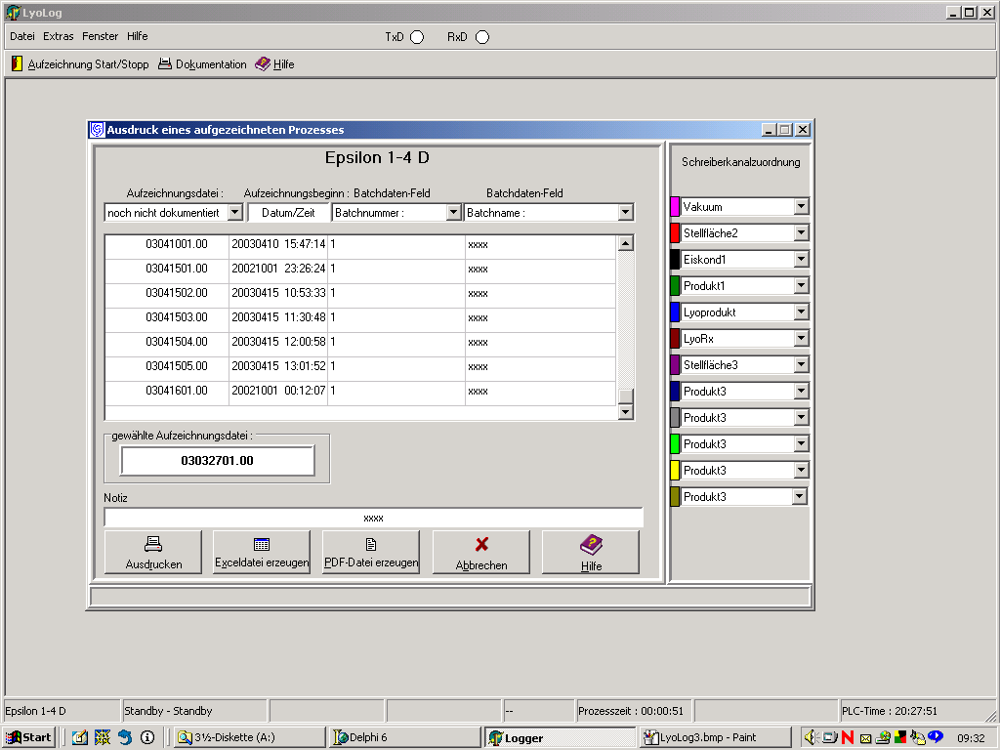 LyoLog
Datei Extras Fenster Hilfe TxD RxD
Aufzeichnung Start/Stopp Dokumentation Hilfe
Ausdruck eines aufgezeichneten Prozesses
Epsilon 1-4 D
Aufzeichnungsdatei : Aufzeichnungsbeginn : Batchdaten-Feld Batchdaten-Feld
noch nicht dokumentiert Datum/Zeit Batchnummer : Batchname :
03041001.00 20030410 15:47:14 1 xxxx
03041501.00 20021001 23:26:24 1 xxxx
03041502.00 20030415 10:53:33 1 xxxx
03041503.00 20030415 11:30:48 1 xxxx
03041504.00 20030415 12:00:58 1 xxxx
03041505.00 20030415 13:01:52 1 xxxx
03041601.00 20021001 00:12:07 1 xxxx
gewählte Aufzeichnungsdatei :
03032701.00
Notiz
xxxx
Ausdrucken Exceldatei erzeugen PDF-Datei erzeugen Abbrechen Hilfe
Schreiberkanalzuordnung
Vakuum
Stellfläche2
Eiskond1
Produkt1
Lyoprodukt
LyoRx
Stellfläche3
Produkt3
Produkt3
Produkt3
Produkt3
Produkt3
Epsilon 1-4 D Standby - Standby -- Prozesszeit : 00:00:51 PLC-Time : 20:27:51
Start 3½-Diskette (A:) Delphi 6 Logger LyoLog3.bmp - Paint 09:32